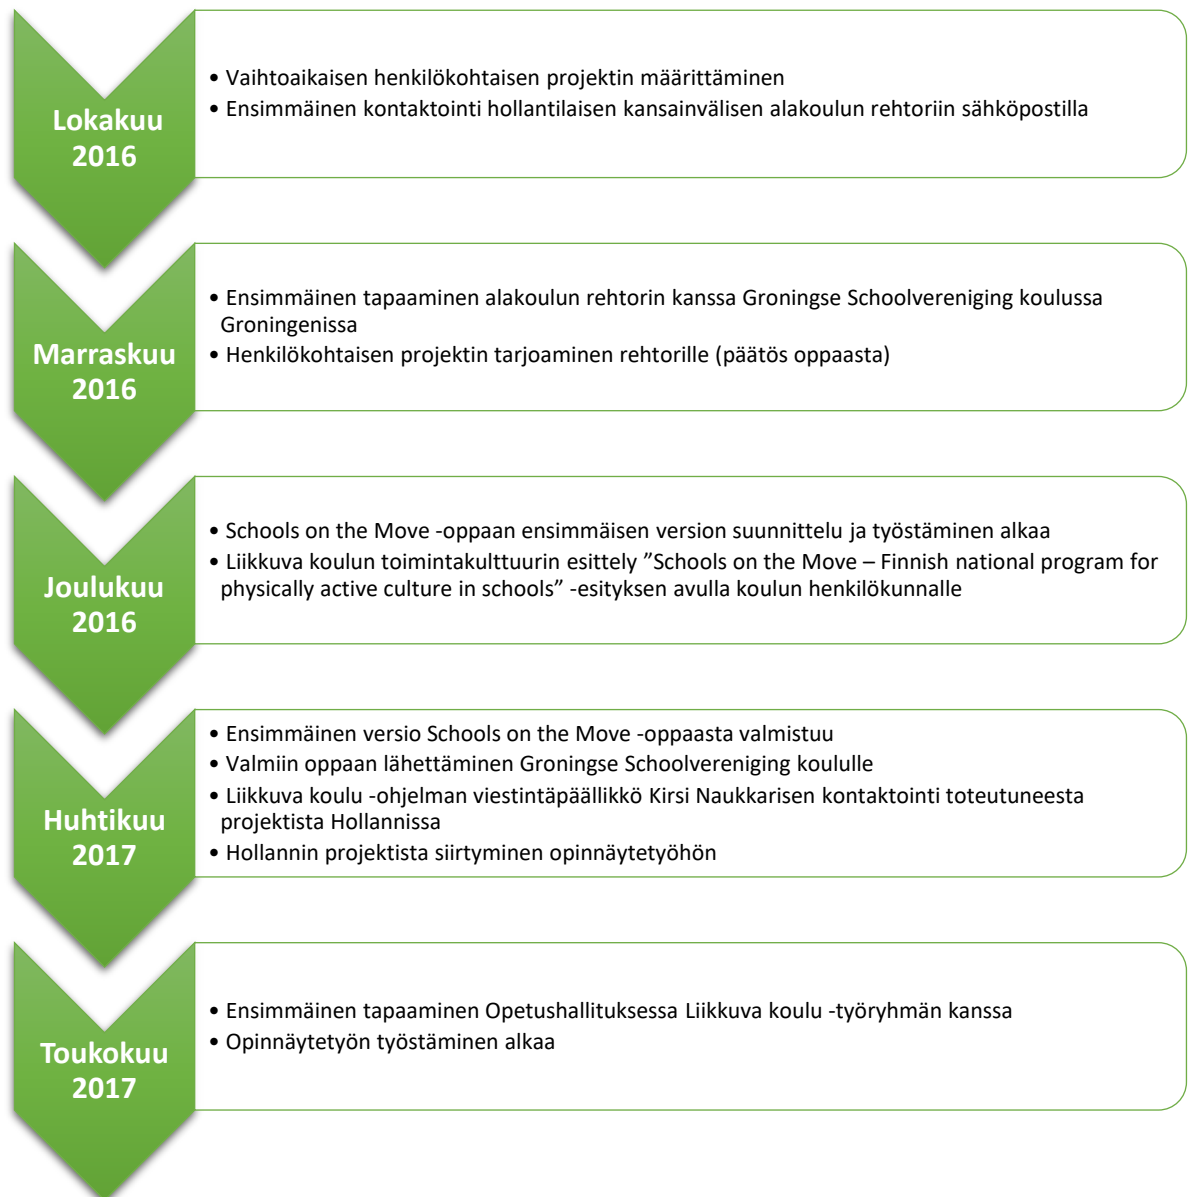 Lokakuu
2016
• Vaihtoaikaisen henkilökohtaisen projektin määrittäminen
• Ensimmäinen kontaktointi hollantilaisen kansainvälisen alakoulun rehtoriin sähköpostilla
Marraskuu
2016
• Ensimmäinen tapaaminen alakoulun rehtorin kanssa Groningse Schoolvereniging koulussa
Groningenissa
• Henkilökohtaisen projektin tarjoaminen rehtorille (päätös oppaasta)
Joulukuu
2016
• Schools on the Move -oppaan ensimmäisen version suunnittelu ja työstäminen alkaa
• Liikkuva koulun toimintakulttuurin esittely ”Schools on the Move – Finnish national program for
physically active culture in schools” -esityksen avulla koulun henkilökunnalle
Huhtikuu
2017
• Ensimmäinen versio Schools on the Move -oppaasta valmistuu
• Valmiin oppaan lähettäminen Groningse Schoolvereniging koululle
• Liikkuva koulu -ohjelman viestintäpäällikkö Kirsi Naukkarisen kontaktointi toteutuneesta
projektista Hollannissa
• Hollannin projektista siirtyminen opinnäytetyöhön
Toukokuu
2017
• Ensimmäinen tapaaminen Opetushallituksessa Liikkuva koulu -työryhmän kanssa
• Opinnäytetyön työstäminen alkaa